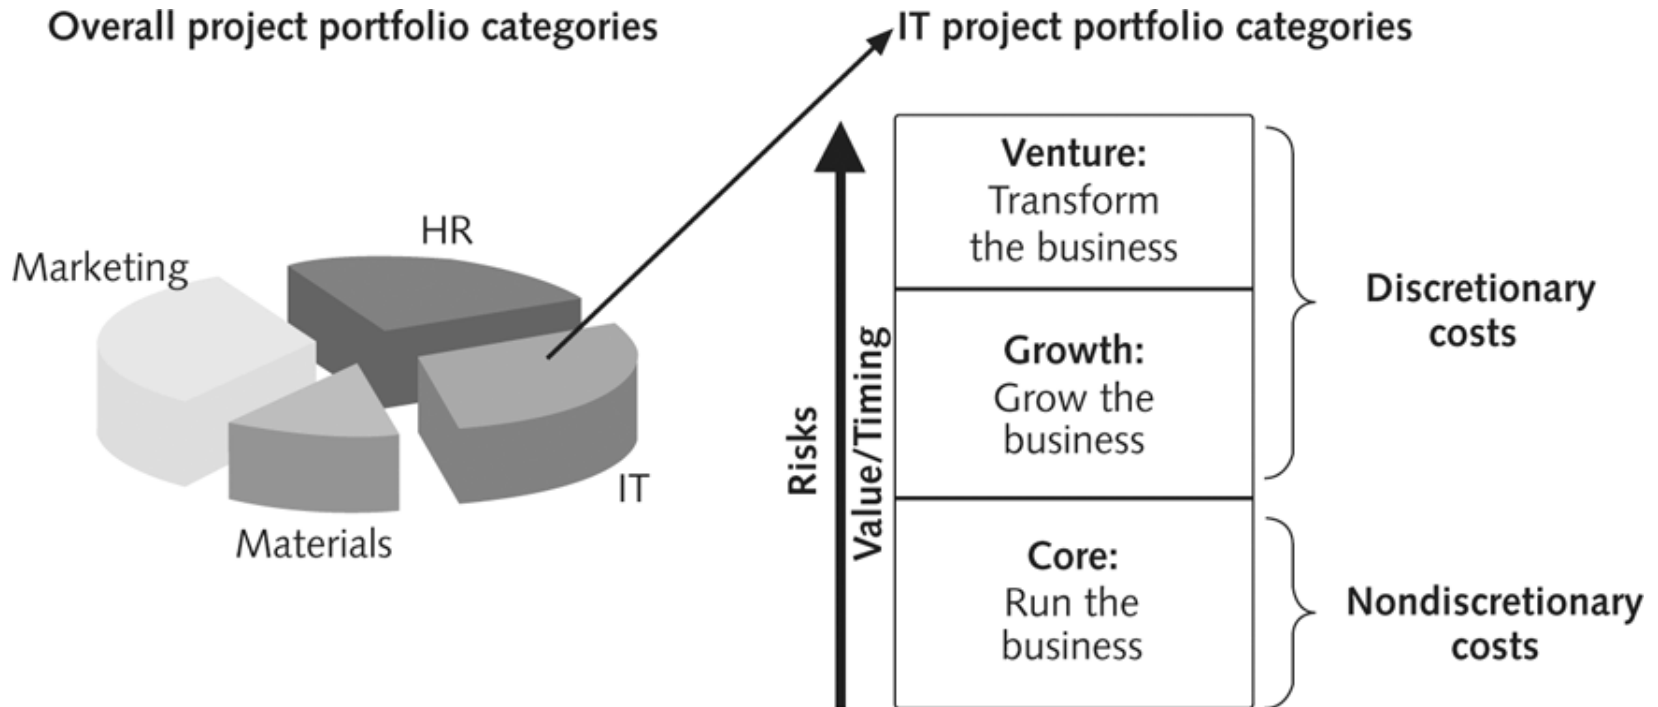 Overall project portfolio categories
IT project portfolio categories
Marketing
HR
IT
Materials
Risks
Value/Timing
Venture:
Transform
the business
Growth:
Grow the
business
Core:
Run the
business
Discretionary
costs
Nondiscretionary
costs